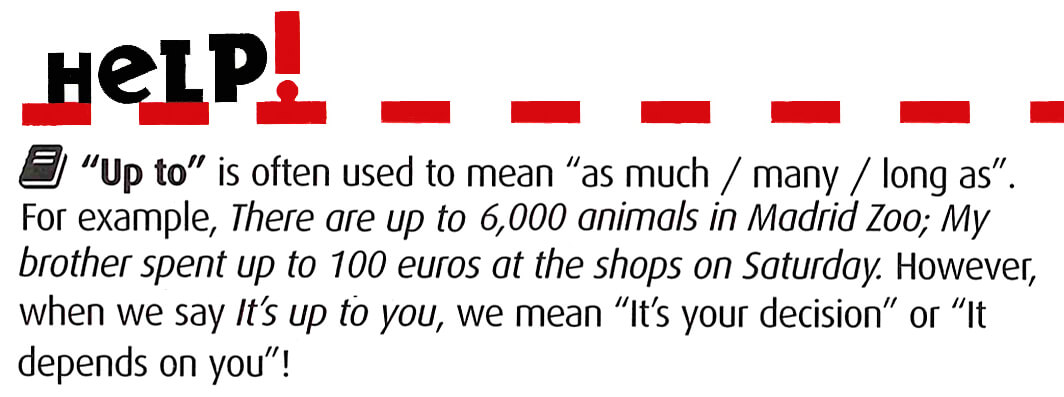 HeLP!
“Up to” is often used to mean “as much / many / long as”.
For example, There are up to 6,000 animals in Madrid Zoo; My
brother spent up to 100 euros at the shops on Saturday. However,
when we say It's up to you, we mean “It's your decision” or “It
depends on you”!